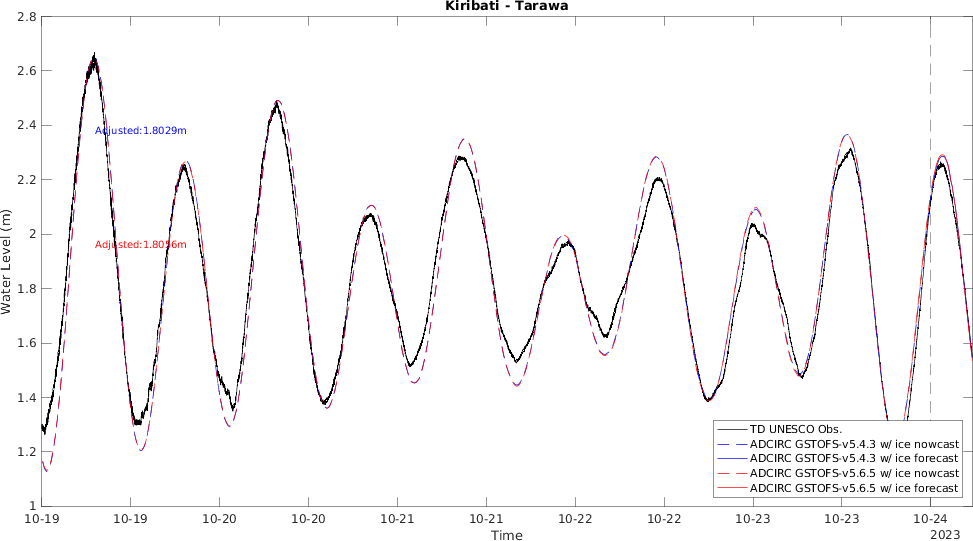 Kiribati - Tarawa
2.8
2.6
2.4
2.2
2
1.8
1.6
1.4
1.2
1
Water Level (m)
Adjusted:1.8029m
Adjusted:1.8056m
TD UNESCO Obs.
ADCIRC GSTOFS-v5.4.3 w/ ice nowcast
ADCIRC GSTOFS-v5.4.3 w/ ice forecast
ADCIRC GSTOFS-v5.6.5 w/ ice nowcast
ADCIRC GSTOFS-v5.6.5 w/ ice forecast
10-19 10-19 10-20 10-20 10-21 10-21 10-22 10-22 10-23 10-23 10-24
2023
Time